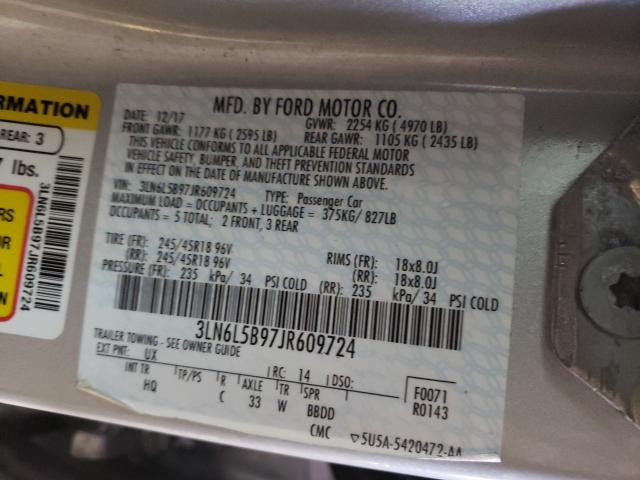 ORMATION
REAR: 3
lbs.
3LN6L5B97JR609724
MFD. BY FORD MOTOR CO.
DATE: 12/17 GVWR: 2254 KG ( 4970 LB)
FRONT GAWR: 1177 KG ( 2595 LB) REAR GAWR: 1105 KG ( 2435 LB)
THIS VEHICLE CONFORMS TO ALL APPLICABLE FEDERAL MOTOR
VEHICLE SAFETY, BUMPER, AND THEFT PREVENTION STANDARDS
IN EFFECT ON THE DATE OF MANUFACTURE SHOWN ABOVE.
VIN: 3LN6L5B97JR609724 TYPE: Passenger Car
MAXIMUM LOAD = OCCUPANTS + LUGGAGE = 375KG/ 827LB
OCCUPANTS = 5 TOTAL; 2 FRONT, 3 REAR
TIRE (FR): 245/45R18 96V RIMS (FR): 18x8.0J
(RR): 245/45R18 96V (RR): 18x8.0J
PRESSURE (FR): 235 kPa/ 34 PSI COLD (RR): 235 kPa/ 34 PSI COLD
3LN6L5B97JR609724
TRAILER TOWING - SEE OWNER GUIDE
EXT PNT: UX RC: 14 DSO: F0071
INT TR TP/PS R AXLE TR SPR R0143
HQ C 33 W BBDD
CMC ▽5U5A-5420472-AA